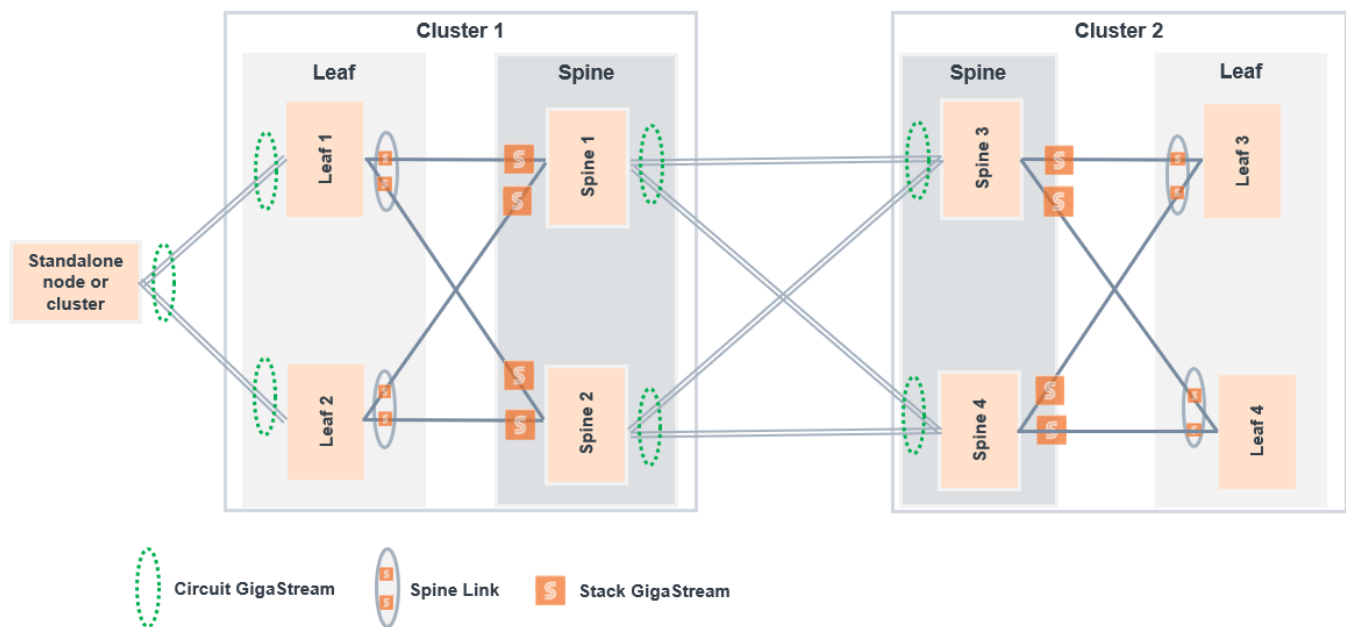 Cluster 1
Cluster 2
Leaf
Spine
Spine
Leaf
Leaf 1
Spine 1
Spine 3
Leaf 3
Standalone
node or
cluster
Leaf 2
Spine 2
Spine 4
Leaf 4
Circuit GigaStream
Spine Link
Stack GigaStream